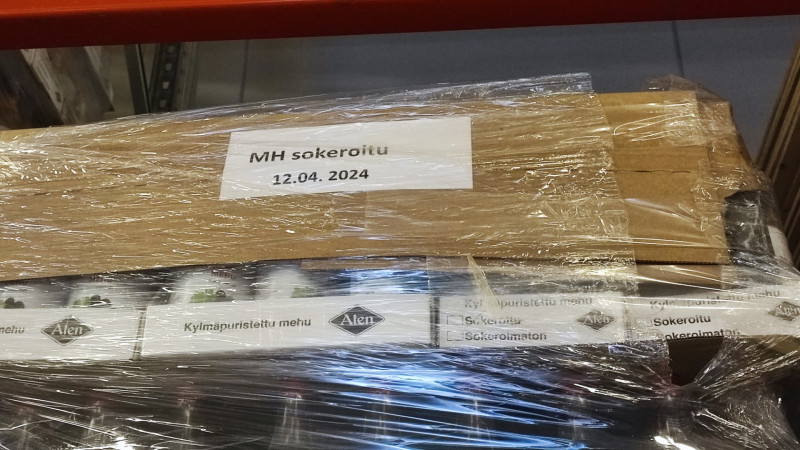 MH sokeroitu
12.04. 2024
mehu Alen
Kylmäpuristettu mehu Alen
Kylmäpuristettu mehu
Sokeroitu Alen
Sokeroimaton
Kylmäpuristettu mehu
Sokeroitu Alen
Sokeroimaton